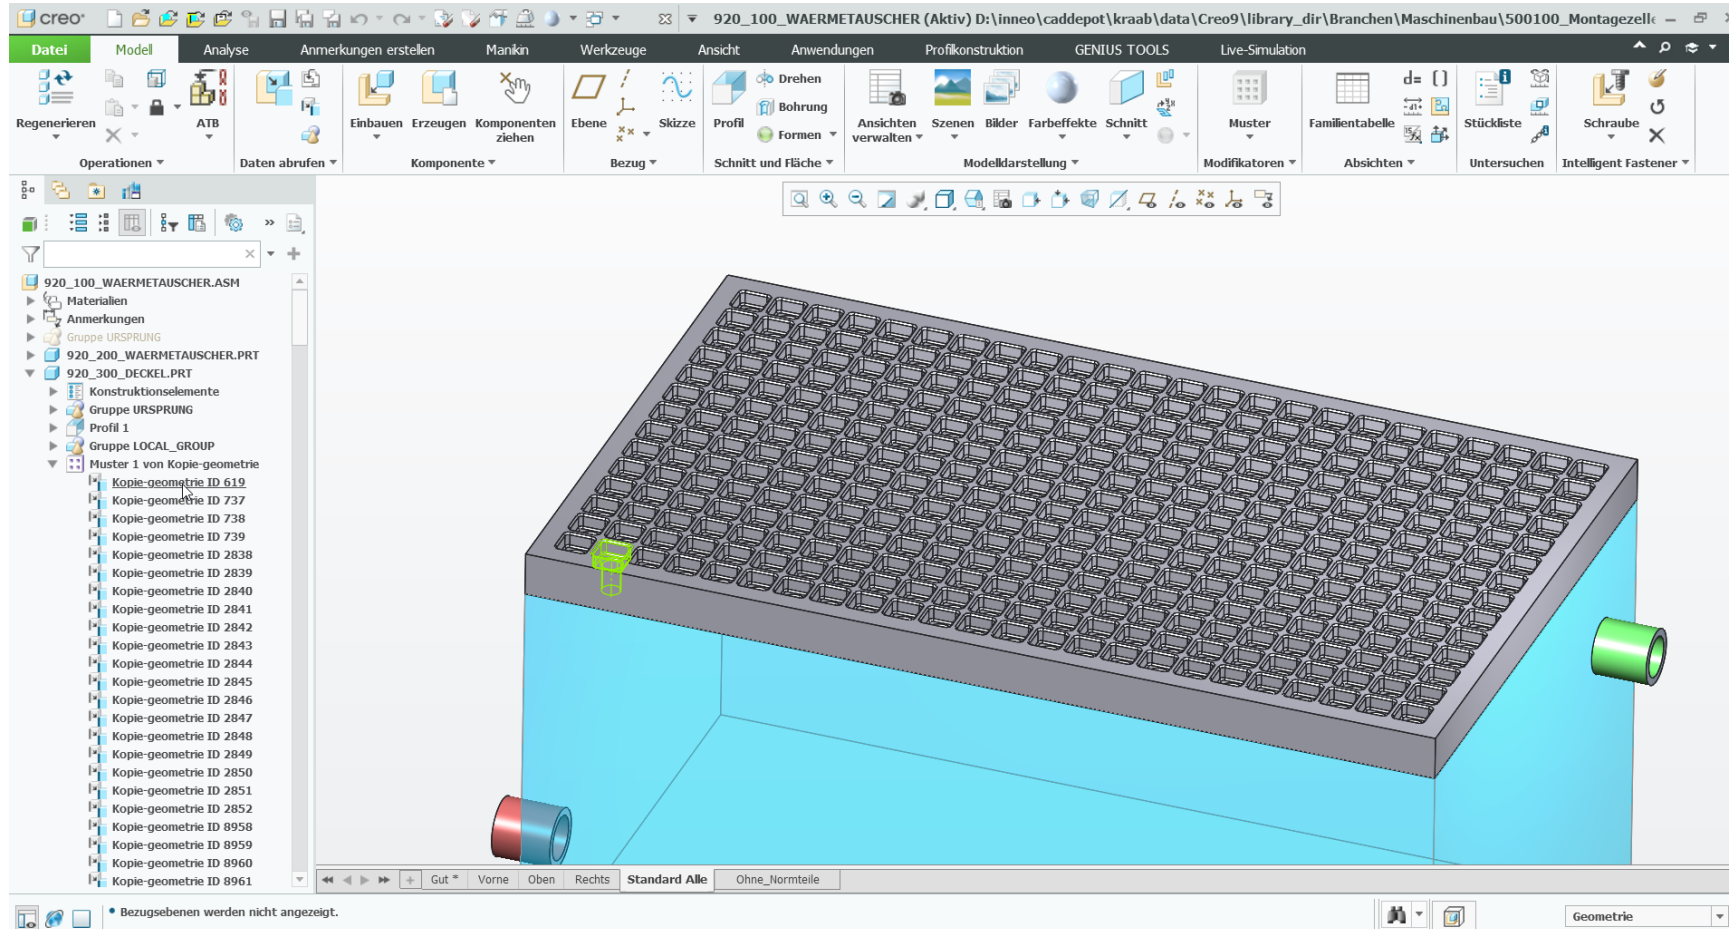 creo® 920_100_WAERMETAUSCHER (Aktiv) D:\inneo\caddepot\kraab\data\Creo9\library_dir\Branchen\Maschinenbau\500100_Montagezelle
Datei Modell Analyse Anmerkungen erstellen Manikin Werkzeuge Ansicht Anwendungen Profilkonstruktion GENIUS TOOLS Live-Simulation
Regenerieren
ATB
Operationen
Daten abrufen
Einbauen Erzeugen Komponenten ziehen
Komponente
Ebene Skizze
Bezug
Profil Drehen
Bohrung
Formen
Schnitt und Fläche
Ansichten verwalten Szenen Bilder Farbeffekte Schnitt
Modelldarstellung
Muster
Modifikatoren
Familientabelle d= []
Absichten
Stückliste
Untersuchen
Schraube
Intelligent Fastener
920_100_WAERMETAUSCHER.ASM
Materialien
Anmerkungen
Gruppe URSPRUNG
920_200_WAERMETAUSCHER.PRT
920_300_DECKEL.PRT
Konstruktionselemente
Gruppe URSPRUNG
Profil 1
Gruppe LOCAL_GROUP
Muster 1 von Kopie-geometrie
Kopie-geometrie ID 619
Kopie-geometrie ID 737
Kopie-geometrie ID 738
Kopie-geometrie ID 739
Kopie-geometrie ID 2838
Kopie-geometrie ID 2839
Kopie-geometrie ID 2840
Kopie-geometrie ID 2841
Kopie-geometrie ID 2842
Kopie-geometrie ID 2843
Kopie-geometrie ID 2844
Kopie-geometrie ID 2845
Kopie-geometrie ID 2846
Kopie-geometrie ID 2847
Kopie-geometrie ID 2848
Kopie-geometrie ID 2849
Kopie-geometrie ID 2850
Kopie-geometrie ID 2851
Kopie-geometrie ID 2852
Kopie-geometrie ID 8958
Kopie-geometrie ID 8959
Kopie-geometrie ID 8960
Kopie-geometrie ID 8961
Gut * Vorne Oben Rechts Standard Alle Ohne_Normteile
• Bezugsebenen werden nicht angezeigt.
Geometrie